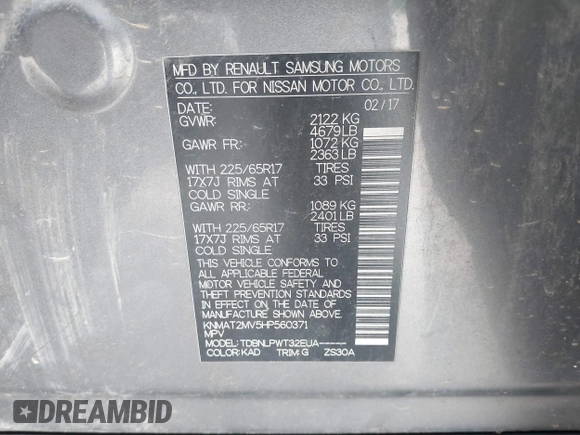 MFD BY RENAULT SAMSUNG MOTORS
CO., LTD. FOR NISSAN MOTOR CO., LTD.
DATE: 02/17
GVWR: 2122 KG
4679 LB
GAWR FR: 1072 KG
2363 LB
WITH 225/65R17 TIRES
17X7J RIMS AT 33 PSI
COLD SINGLE
GAWR RR: 1089 KG
2401 LB
WITH 225/65R17 TIRES
17X7J RIMS AT 33 PSI
COLD SINGLE
THIS VEHICLE CONFORMS TO
ALL APPLICABLE FEDERAL
MOTOR VEHICLE SAFETY AND
THEFT PREVENTION STANDARDS
IN EFFECT ON THE DATE OF
MANUFACTURE SHOWN ABOVE.
KNMAT2MV5HP560371
MPV
MODEL: TDBNLPWT32EUA-----
COLOR: KAD TRIM: G ZS30A
DREAMBID